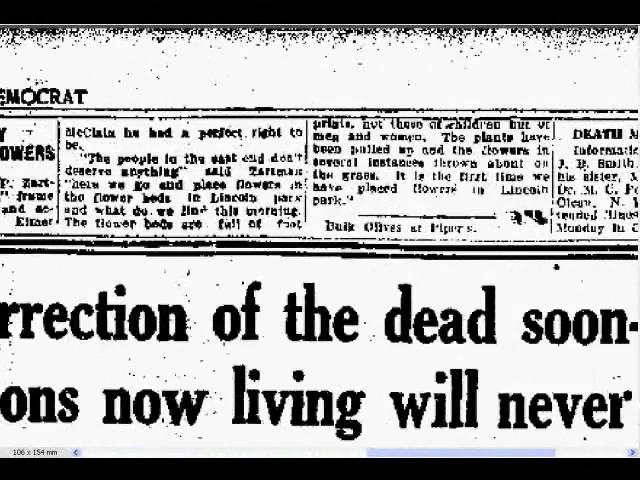 EMOCRAT
Y
OWERS
McClain he had a perfect right to
be.
"The people in the east end don't
deserve anything" said Zartman
"here we go and place flowers in
the flower beds in Lincoln park
and what do we find this morning.
The flower beds are full of foot
prints, not those of children but of
men and women. The plants have
been pulled up and the flowers in
several instances thrown about on
the grass. It is the first time we
have placed flowers in Lincoln
park."
Bulk Olives at Pipers.
DEATH
J. D. Smith
his sister,
Dr. M. C.
Olean, N.
Monday in
rrection of the dead soon-
ons now living will never
106 x 154 mm